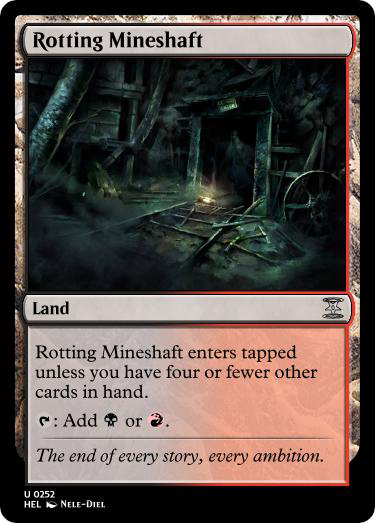 Rotting Mineshaft
Land
Rotting Mineshaft enters tapped
unless you have four or fewer other
cards in hand.
: Add or .
The end of every story, every ambition.
U 0252
HEL Nele-Diel